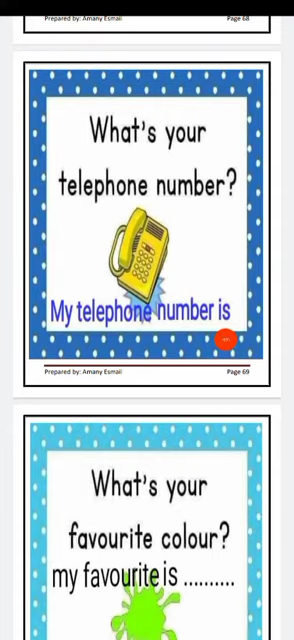 Prepared by: Amany Esmail Page 68
What's your
telephone number?
My telephone number is
Prepared by: Amany Esmail Page 69
What's your
favourite colour?
my favourite is ..........